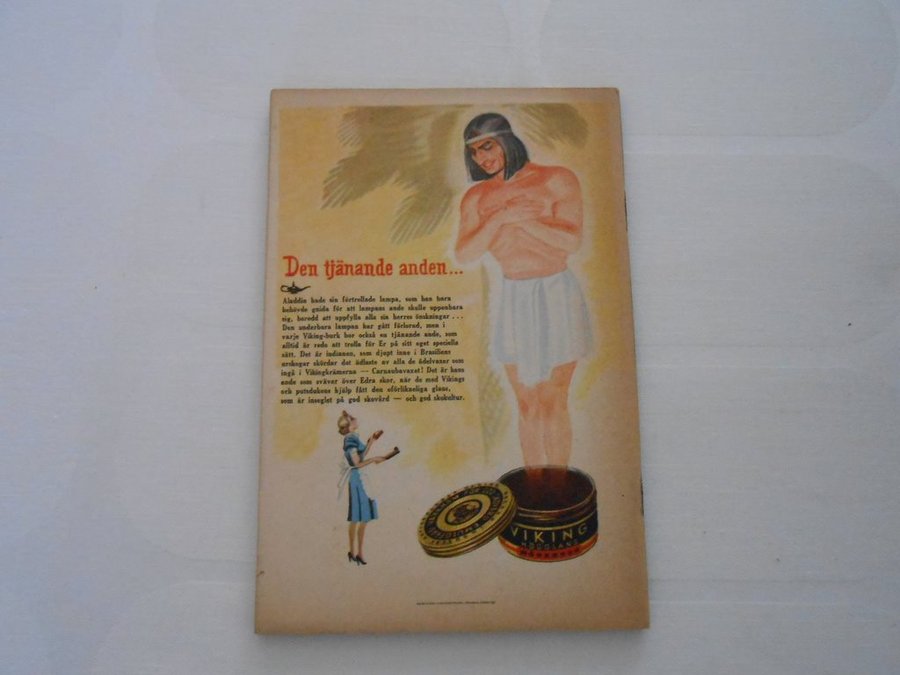 Den tjänande anden...
Aladdin hade sin förtrollade lampa, som han bara
behövde gnida för att lampans ande skulle uppenbara
sig, beredd att uppfylla alla sin herres önskningar ...
Den underbara lampan har gått förlorad, men i
varje Viking-burk bor också en tjänande ande, som
alltid är redo att trolla för Er på sitt eget speciella
sätt. Det är indianen, som djupt inne i Brasiliens
urskogar skördar det ädlaste av alla de ädelvaxer som
ingå i Vikingkrämerna — Carnaubavaxet! Det är hans
ande som svävar över Edra skor, när de med Vikings
och putsdukens hjälp fått den oförlikneliga glans,
som är inseglet på god skovård — och god skokultur.
VIKING
HÖGGLANS